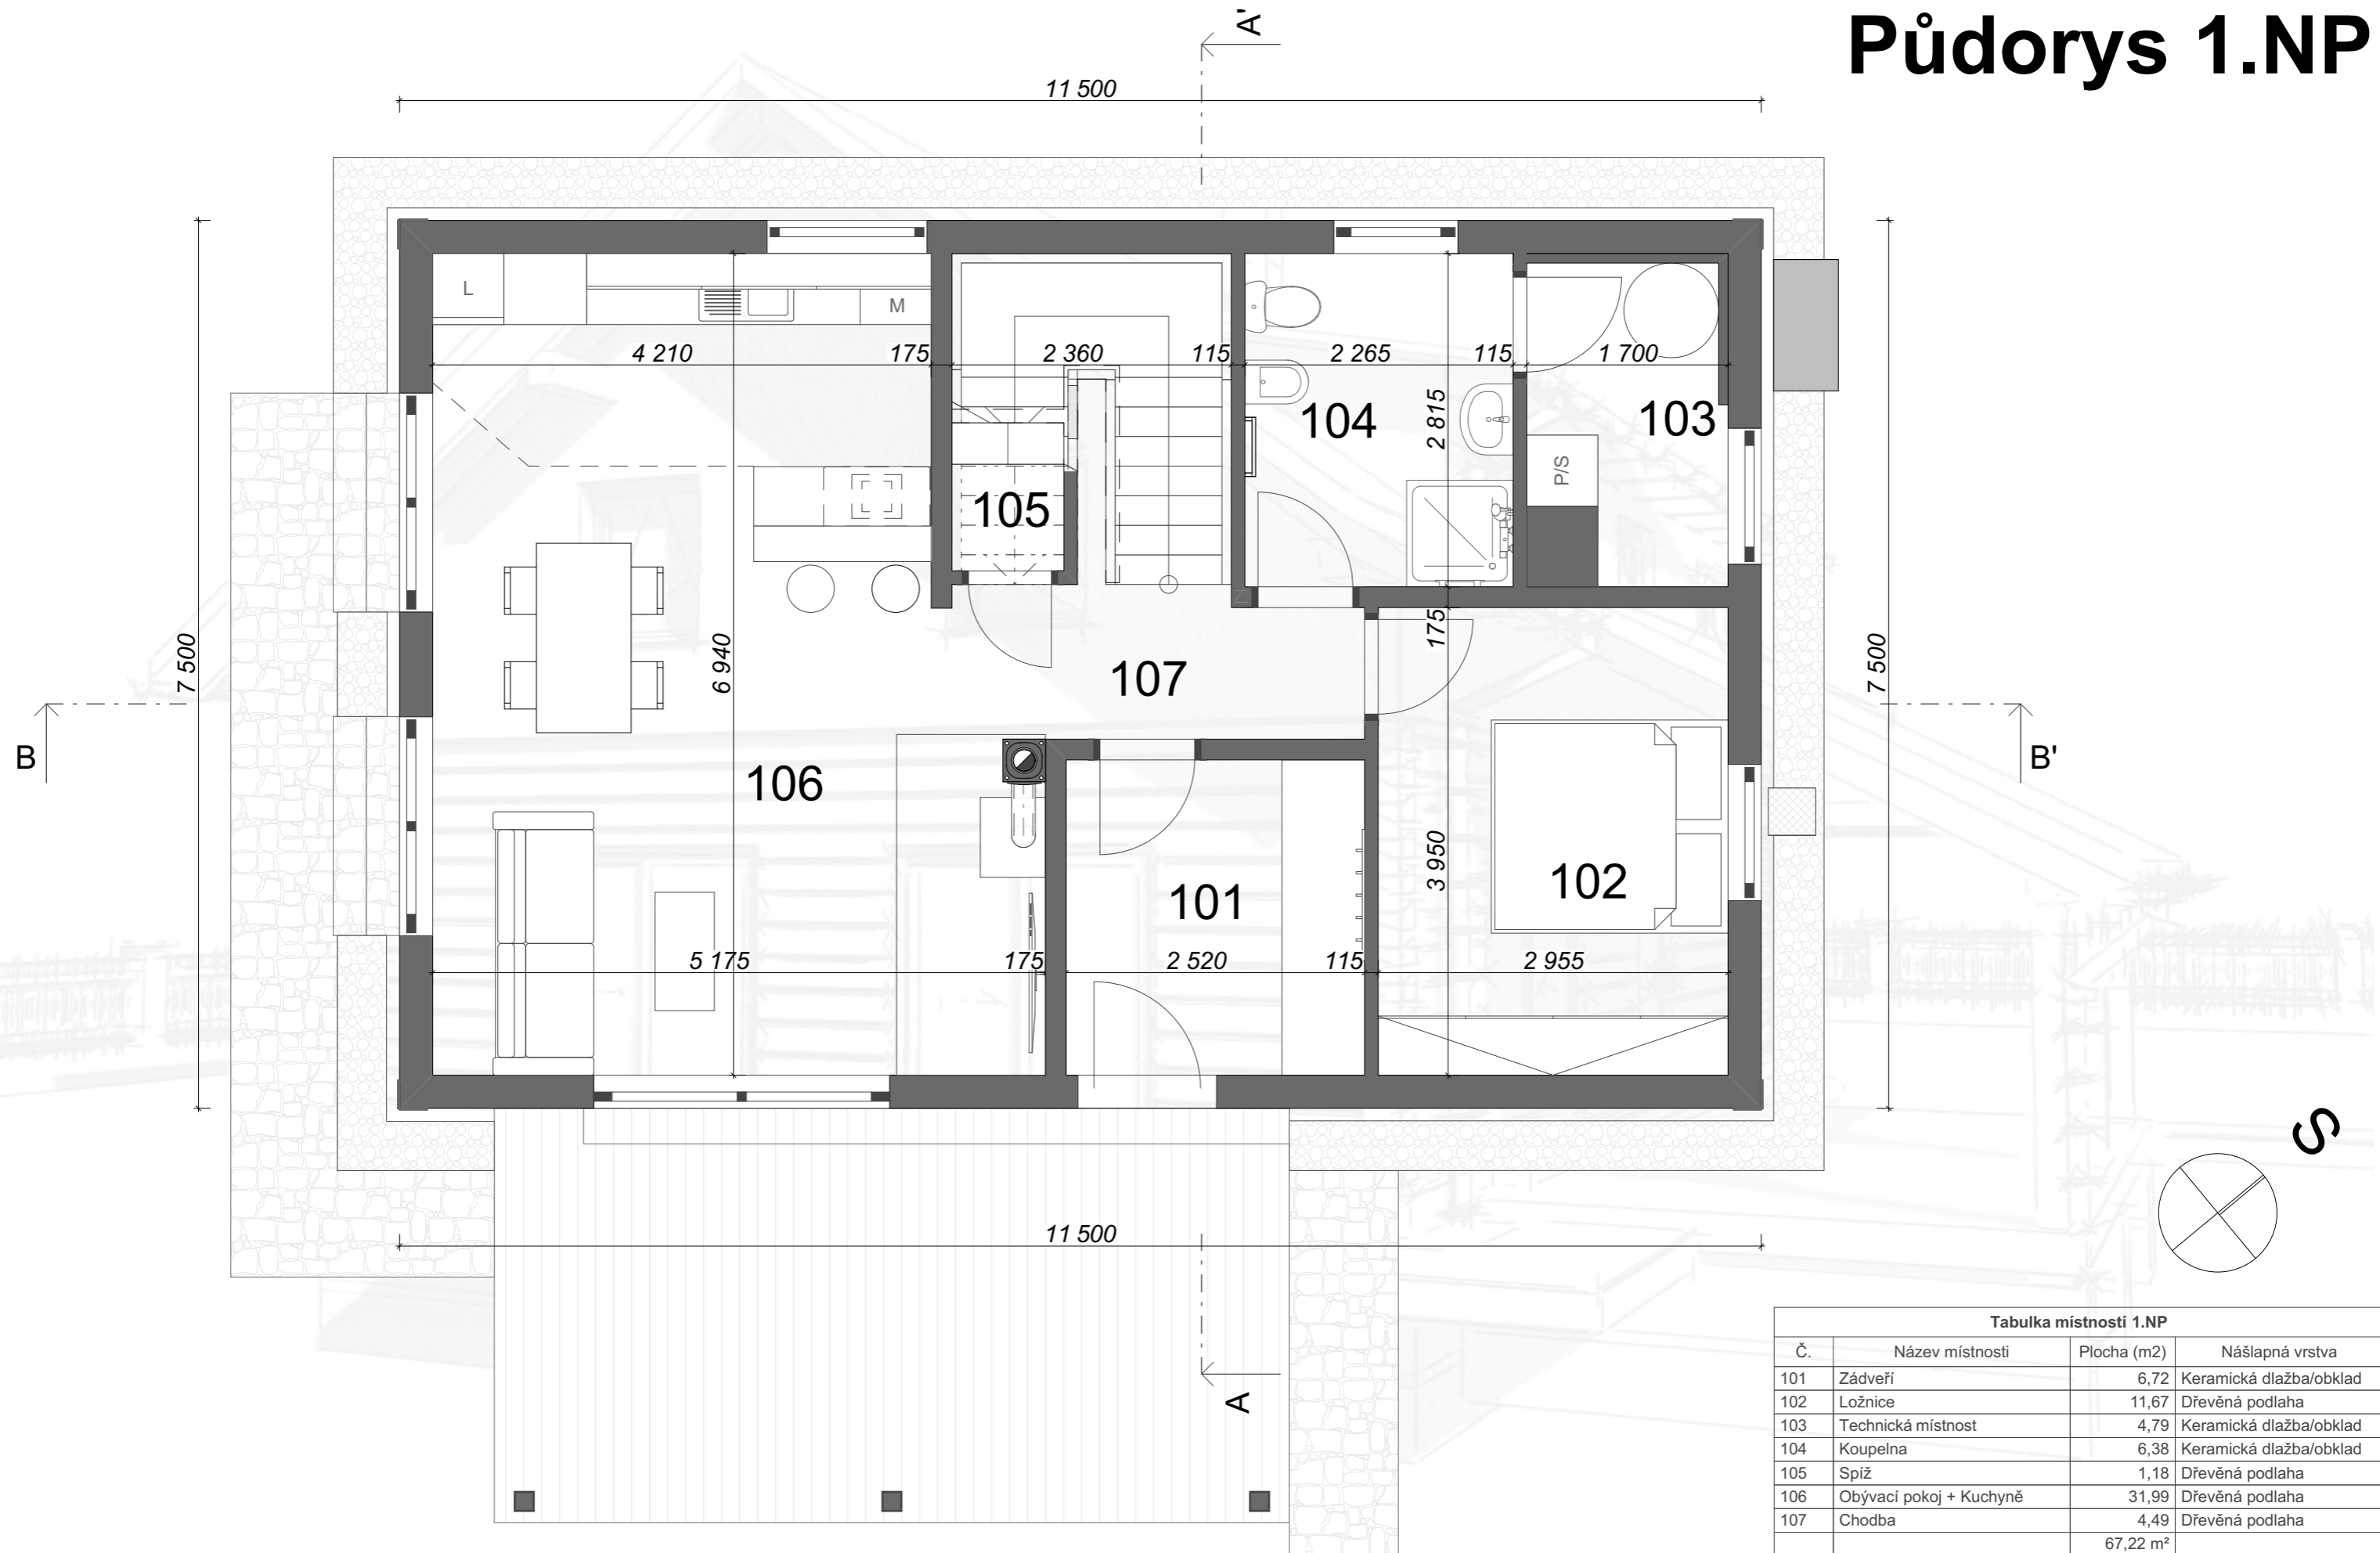 Půdorys 1.NP
A'
11 500
L
M
4 210
175
2 360
115
2 265
115
1 700
104
2 815
103
P/S
105
7 500
6 940
107
175
7 500
B
B'
106
101
3 950
102
5 175
175
2 520
115
2 955
S
11 500
A
Tabulka místností 1.NP
Č. Název místnosti Plocha (m2) Nášlapná vrstva
101 Zádveří 6,72 Keramická dlažba/obklad
102 Ložnice 11,67 Dřevěná podlaha
103 Technická místnost 4,79 Keramická dlažba/obklad
104 Koupelna 6,38 Keramická dlažba/obklad
105 Spíž 1,18 Dřevěná podlaha
106 Obývací pokoj + Kuchyně 31,99 Dřevěná podlaha
107 Chodba 4,49 Dřevěná podlaha
67,22 m²